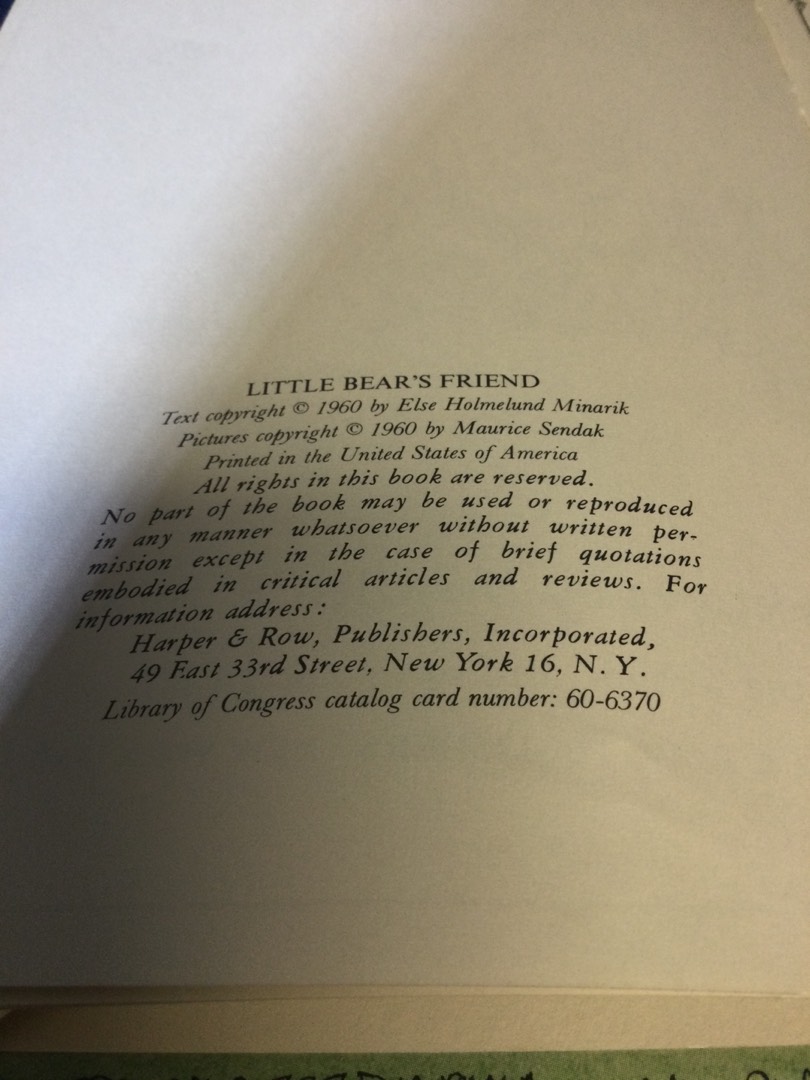 LITTLE BEAR'S FRIEND
Text copyright © 1960 by Else Holmelund Minarik
Pictures copyright © 1960 by Maurice Sendak
Printed in the United States of America
All rights in this book are reserved.
No part of the book may be used or reproduced
in any manner whatsoever without written per-
mission except in the case of brief quotations
embodied in critical articles and reviews. For
information address:
Harper & Row, Publishers, Incorporated,
49 East 33rd Street, New York 16, N. Y.
Library of Congress catalog card number: 60-6370